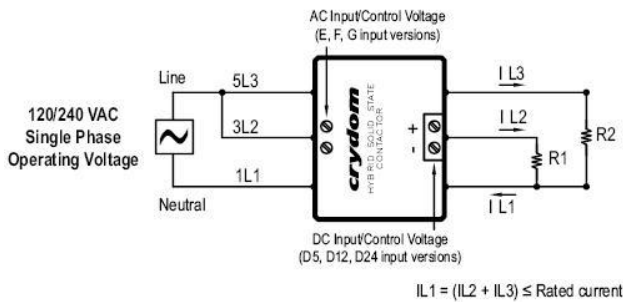 AC Input/Control Voltage
(E, F, G input versions)
Line
5L3
I L3
120/240 VAC
Single Phase
Operating Voltage
3L2
crydom
HYBRID SOLID STATE
CONTACTOR
+
-
I L2
R1
R2
1L1
Neutral
I L1
DC Input/Control Voltage
(D5, D12, D24 input versions)
IL1 = (IL2 + IL3) ≤ Rated current